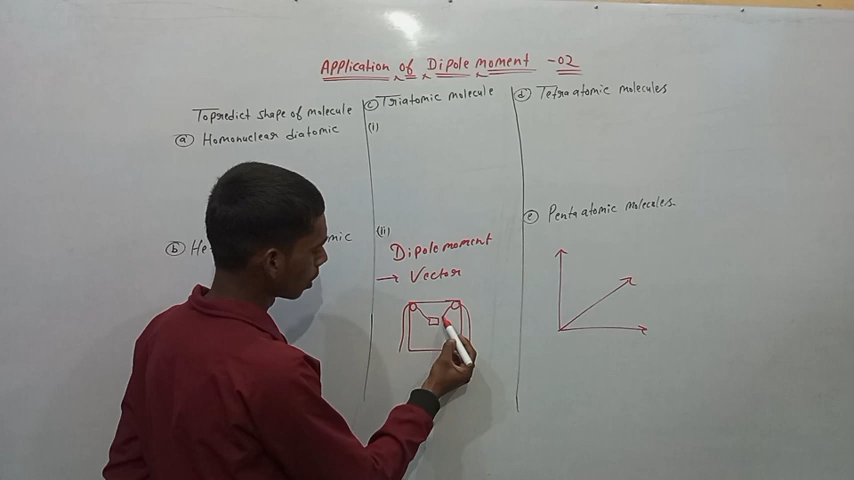 Application of Dipole moment -02
To predict shape of molecule
(a) Homonuclear diatomic
(b) He
mic
(c) Triatomic molecule
(i)
(ii)
Dipole moment
→ Vector
(d) Tetra atomic molecules
(e) Penta atomic molecules.